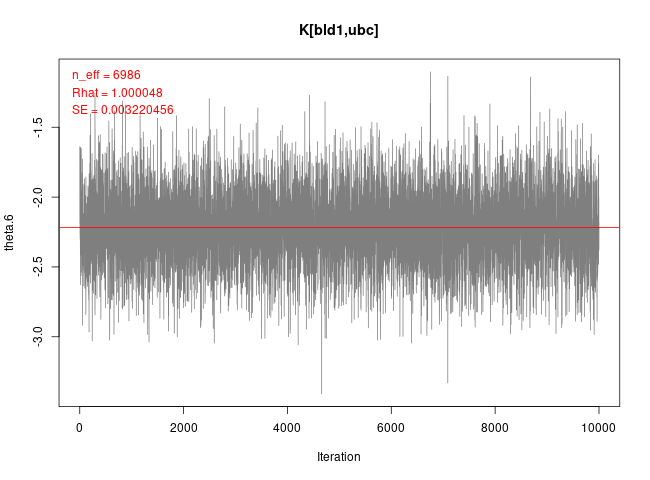 K[bld1,ubc]
n_eff = 6986
Rhat = 1.000048
SE = 0.003220456
-1.5
-2.0
-2.5
-3.0
theta.6
0 2000 4000 6000 8000 10000
Iteration